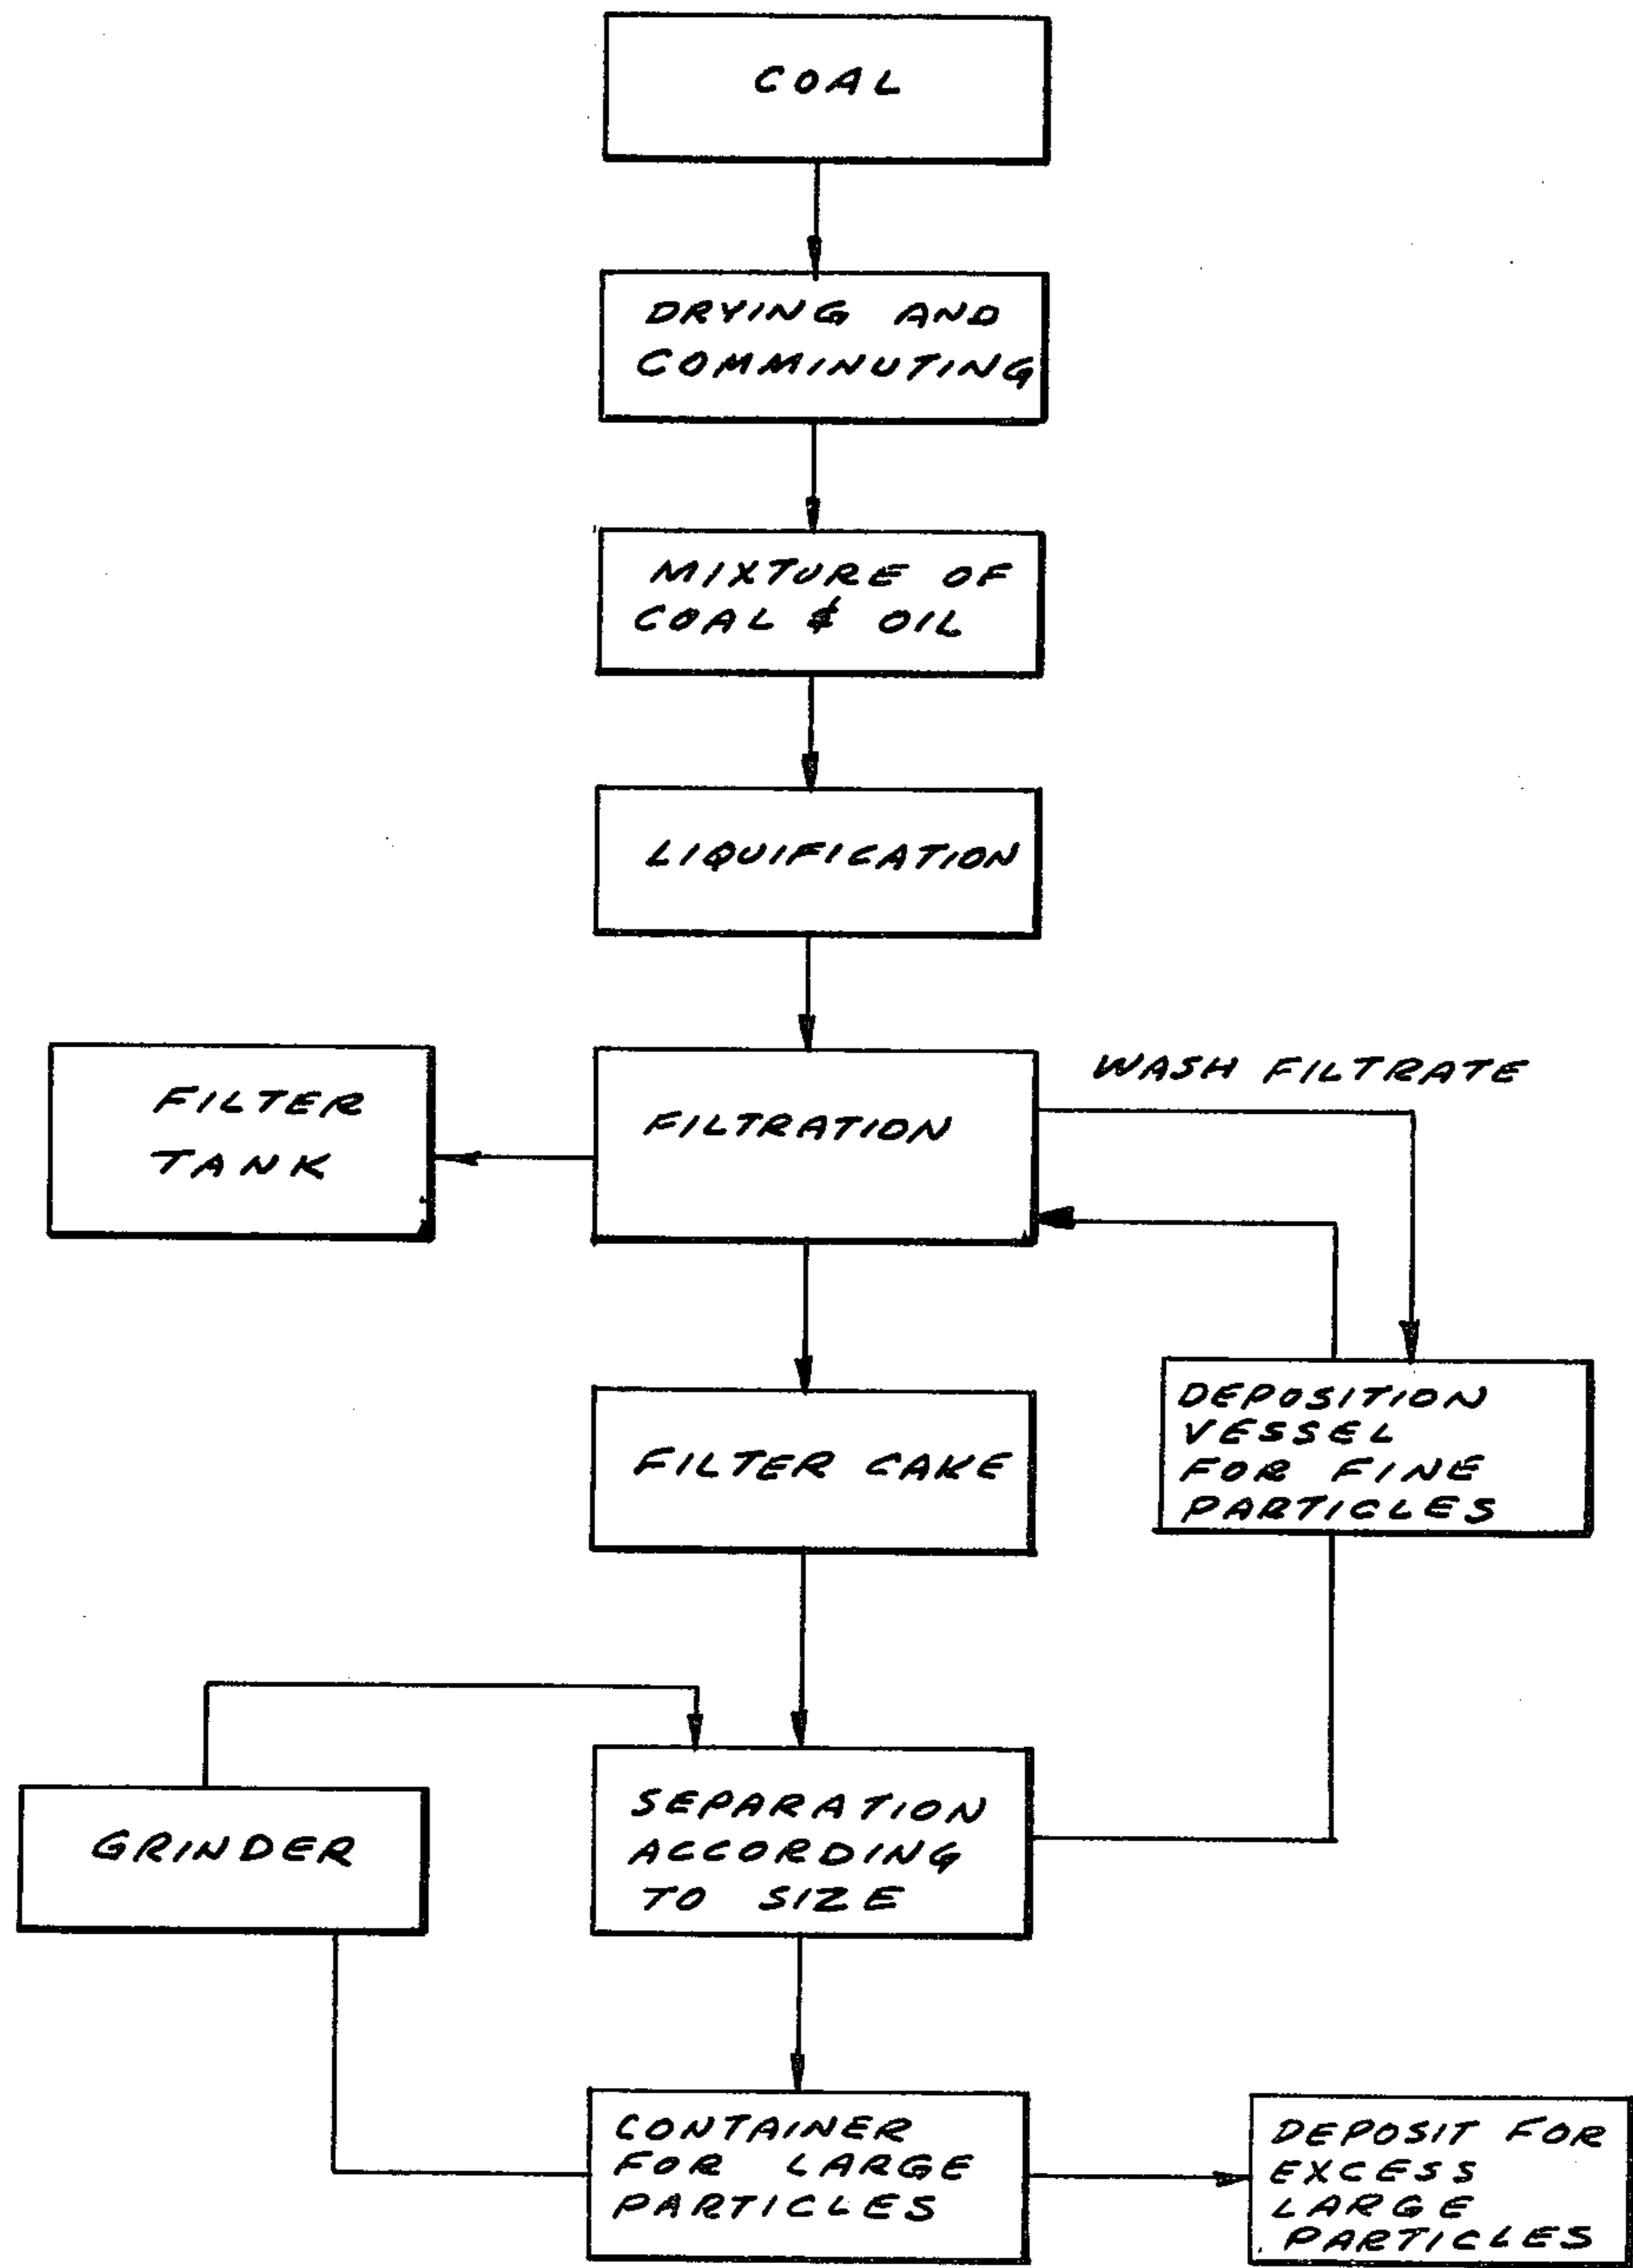 COAL
DRYING AND
COMMINUTING
MIXTURE OF
COAL & OIL
LIQUIFICATION
FILTER
TANK
FILTRATION
WASH FILTRATE
FILTER CAKE
DEPOSITION
VESSEL
FOR FINE
PARTICLES
GRINDER
SEPARATION
ACCORDING
TO SIZE
CONTAINER
FOR LARGE
PARTICLES
DEPOSIT FOR
EXCESS
LARGE
PARTICLES